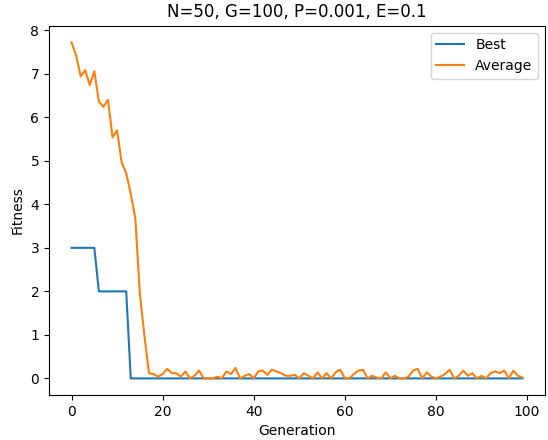 N=50, G=100, P=0.001, E=0.1
8
7
6
5
4
3
2
1
0
Fitness
Best
Average
0 20 40 60 80 100
Generation